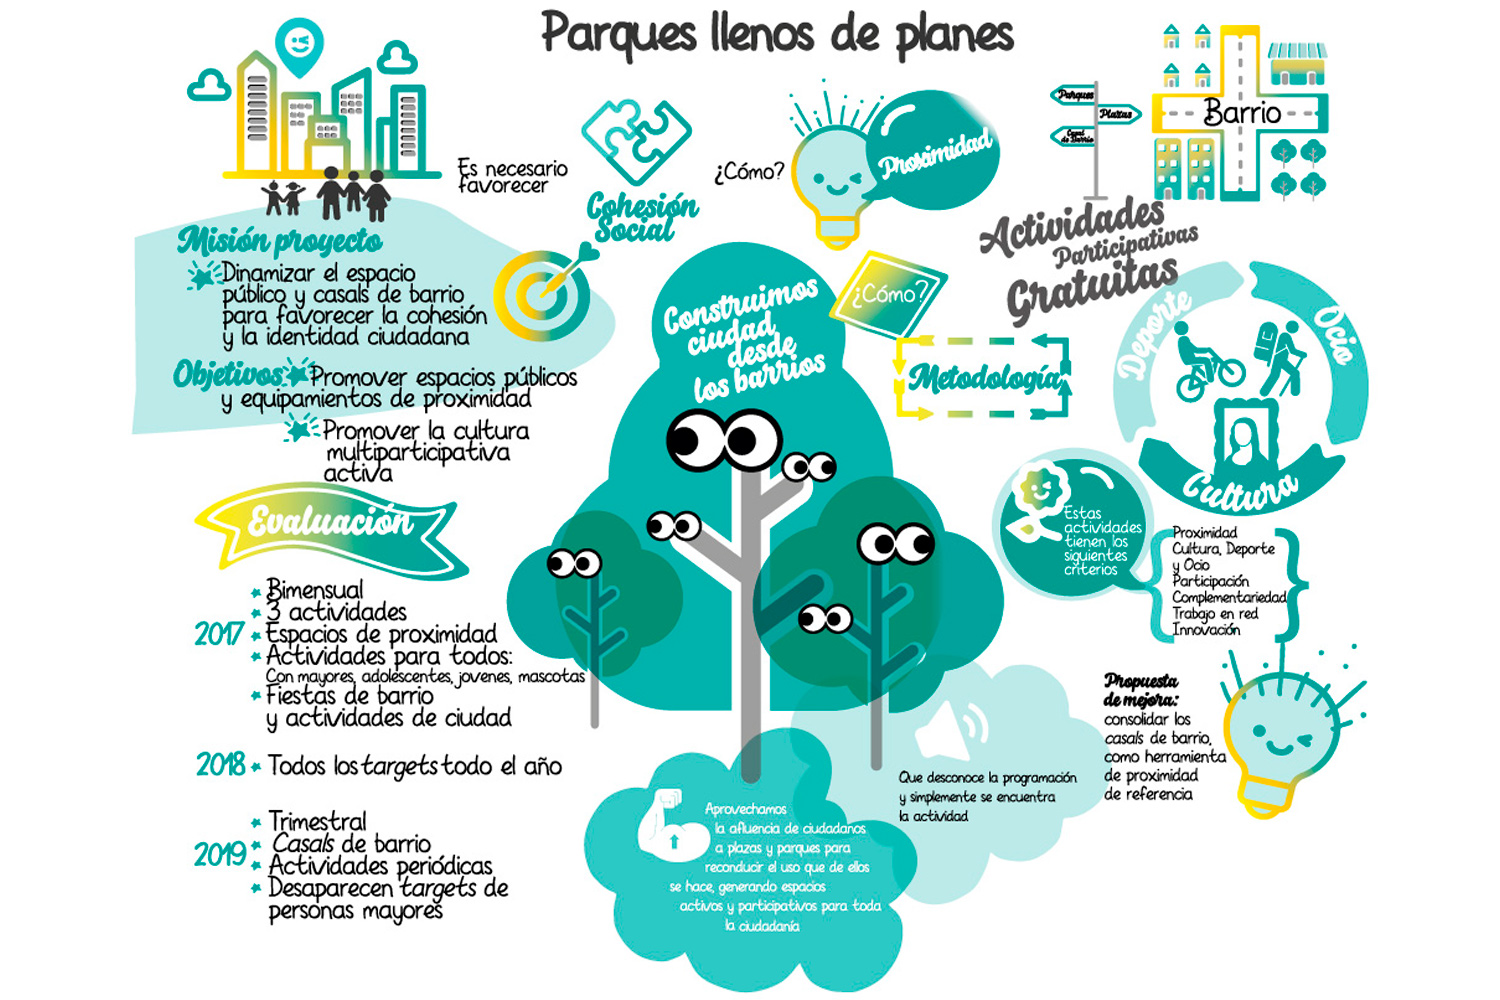 Parques llenos de planes
Es necesario
favorecer
Cohesión
Social
¿Cómo?
Proximidad
Parques
Plazas
Casal
de Barrio
Barrio
Actividades
Participativas
Gratuitas
Misión proyecto
Dinamizar el espacio
público y casals de barrio
para favorecer la cohesión
y la identidad ciudadana
Objetivos
Promover espacios públicos
y equipamientos de proximidad
Promover la cultura
multiparticipativa
activa
Construimos
ciudad
desde
los barrios
¿Cómo?
Metodología
Deporte
Ocio
Cultura
Estas
actividades
tienen los
siguientes
criterios
Proximidad
Cultura, Deporte
y Ocio
Participación
Complementariedad
Trabajo en red
Innovación
Evaluación
2017
Bimensual
3 actividades
Espacios de proximidad
Actividades para todos:
Con mayores, adolescentes, jovenes, mascotas
Fiestas de barrio
y actividades de ciudad
2018
Todos los targets todo el año
2019
Trimestral
Casals de barrio
Actividades periódicas
Desaparecen targets de
personas mayores
Aprovechamos
la afluencia de ciudadanos
a plazas y parques para
reconducir el uso que de ellos
se hace, generando espacios
activos y participativos para toda
la ciudadanía
Que desconoce la programación
y simplemente se encuentra
la actividad
Propuesta
de mejora:
consolidar los
casals de barrio,
como herramienta
de proximidad
de referencia